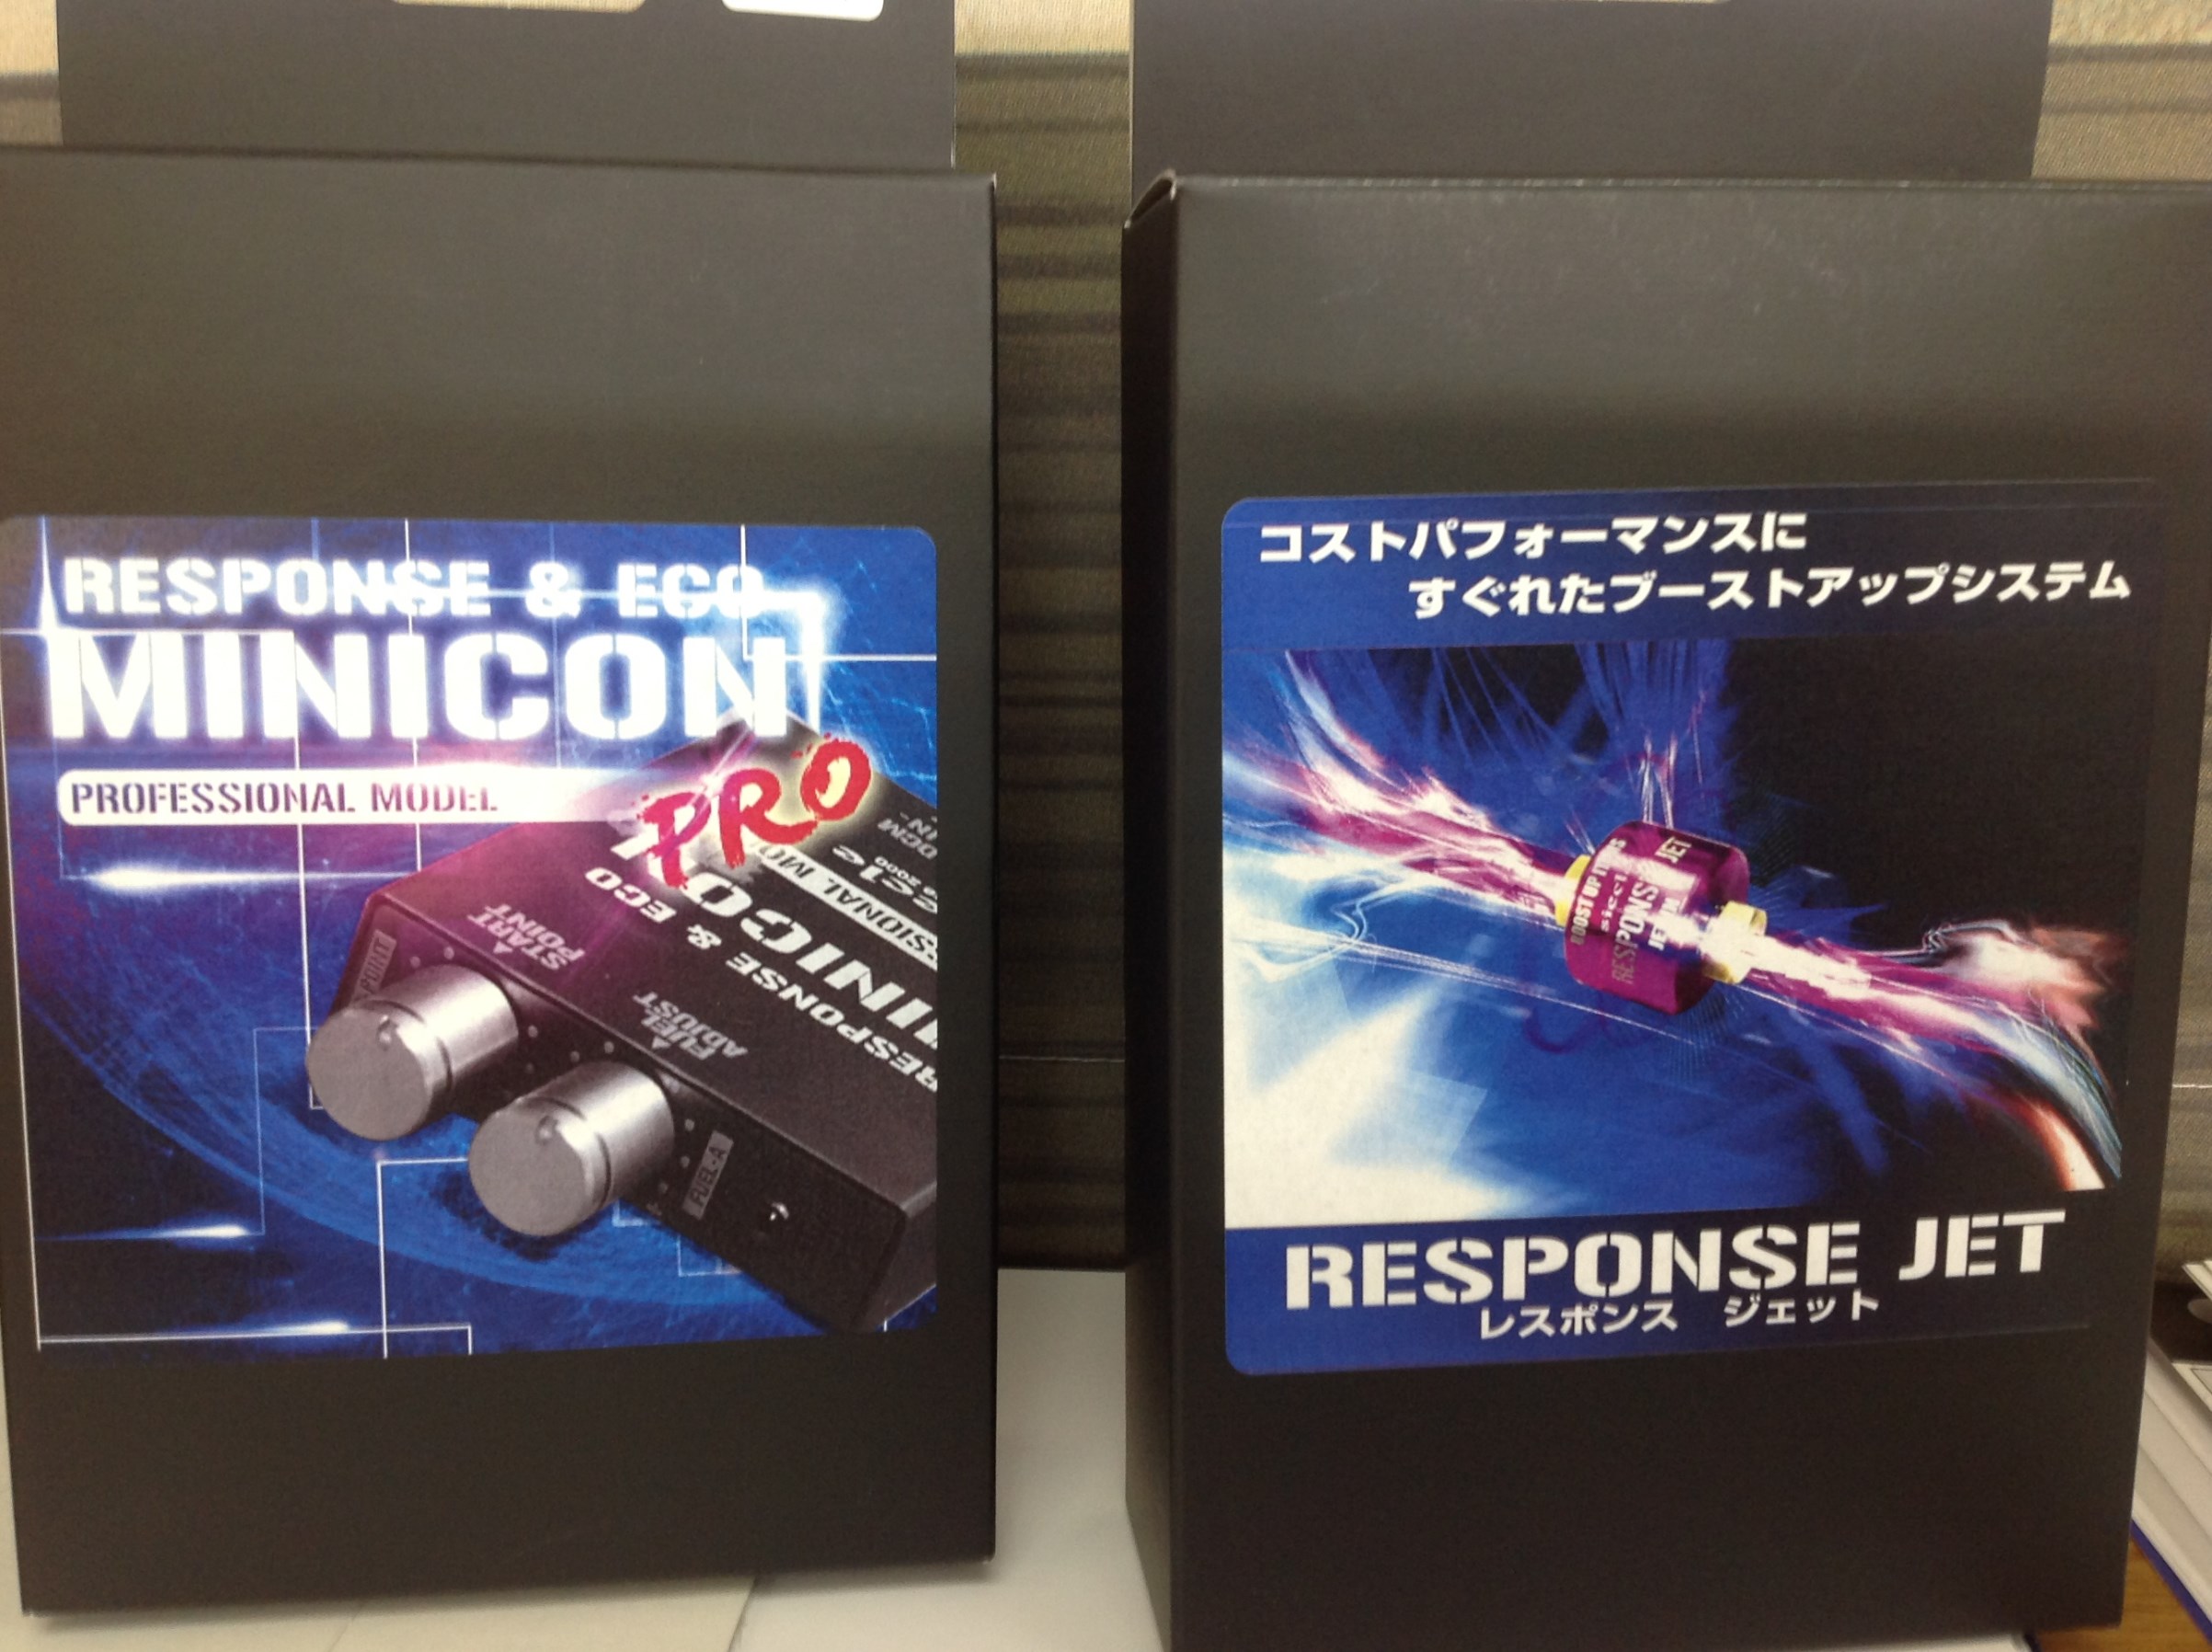 RESPONSE & ECO
MINICON
PROFESSIONAL MODEL
PRO
START
POINT
FUEL
ADJUST
RESPONSE & ECO
POINT
FUEL-A
コストパフォーマンスに
すぐれたブーストアップシステム
RESPONSE JET
レスポンス ジェット